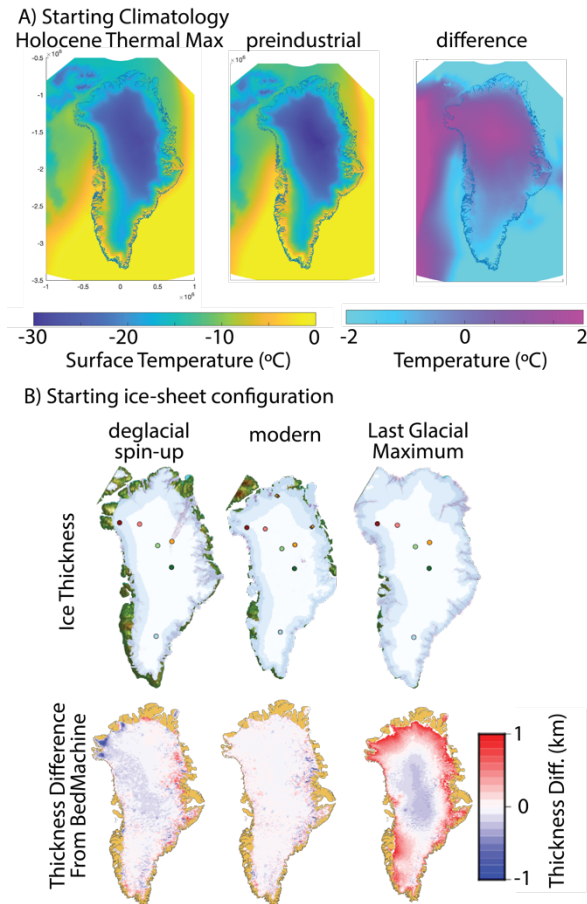 A) Starting Climatology
Holocene Thermal Max preindustrial difference
×10⁶ ×10⁶
-0.5
-1
-1.5
-2
-2.5
-3
-3.5
-1 -0.5 0 0.5 1
×10⁶
-30 -20 -10 0 -2 0 2
Surface Temperature (ºC) Temperature (ºC)
B) Starting ice-sheet configuration
deglacial spin-up
modern
Last Glacial Maximum
Ice Thickness
Thickness Difference
From BedMachine
1
0
-1
Thickness Diff. (km)